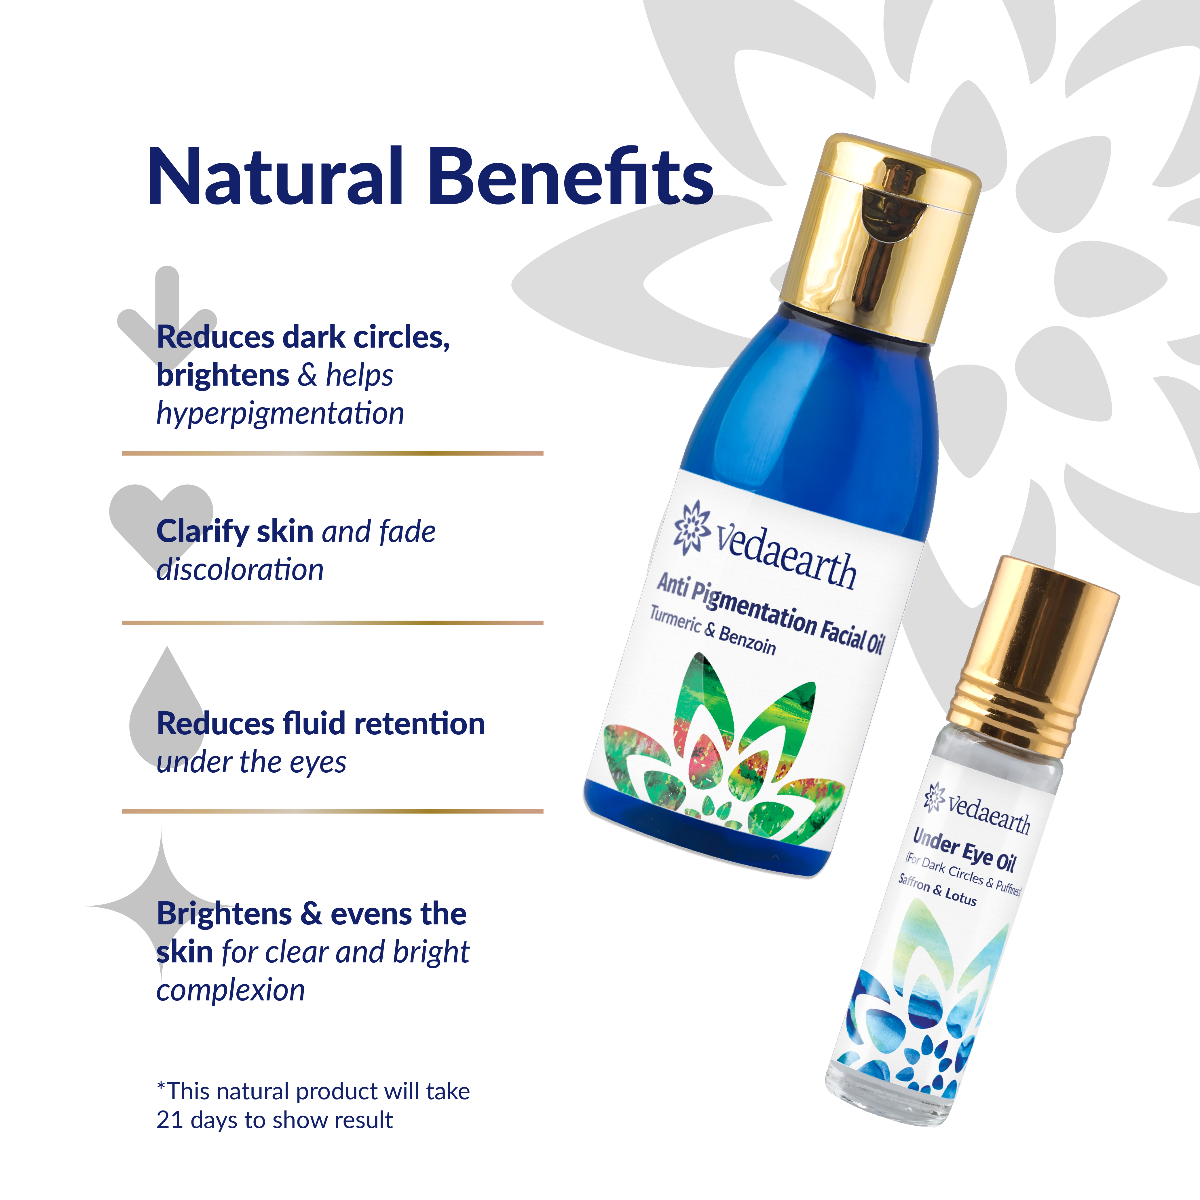 Natural Benefits
Reduces dark circles,
brightens & helps
hyperpigmentation
Clarify skin and fade
discoloration
Reduces fluid retention
under the eyes
Brightens & evens the
skin for clear and bright
complexion
*This natural product will take
21 days to show result
vedaearth
Anti Pigmentation Facial Oil
Turmeric & Benzoin
vedaearth
Under Eye Oil
(For Dark Circles & Puffiness)
Saffron & Lotus